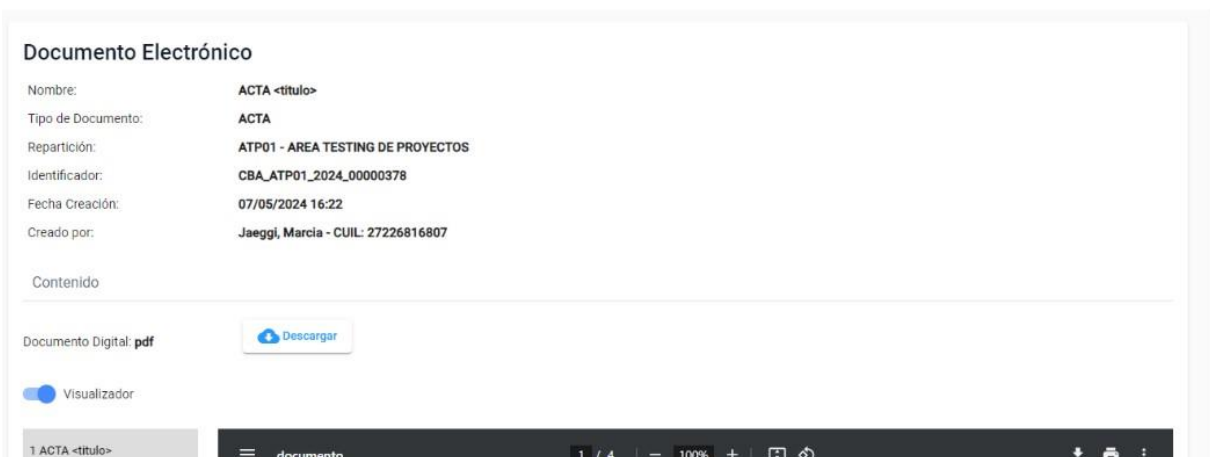 Documento Electrónico
Nombre: ACTA <titulo>
Tipo de Documento: ACTA
Repartición: ATP01 - AREA TESTING DE PROYECTOS
Identificador: CBA_ATP01_2024_00000378
Fecha Creación: 07/05/2024 16:22
Creado por: Jaeggi, Marcia - CUIL: 27226816807
Contenido
Documento Digital: pdf Descargar
Visualizador
1 ACTA <titulo> documento 1 / 4 100%